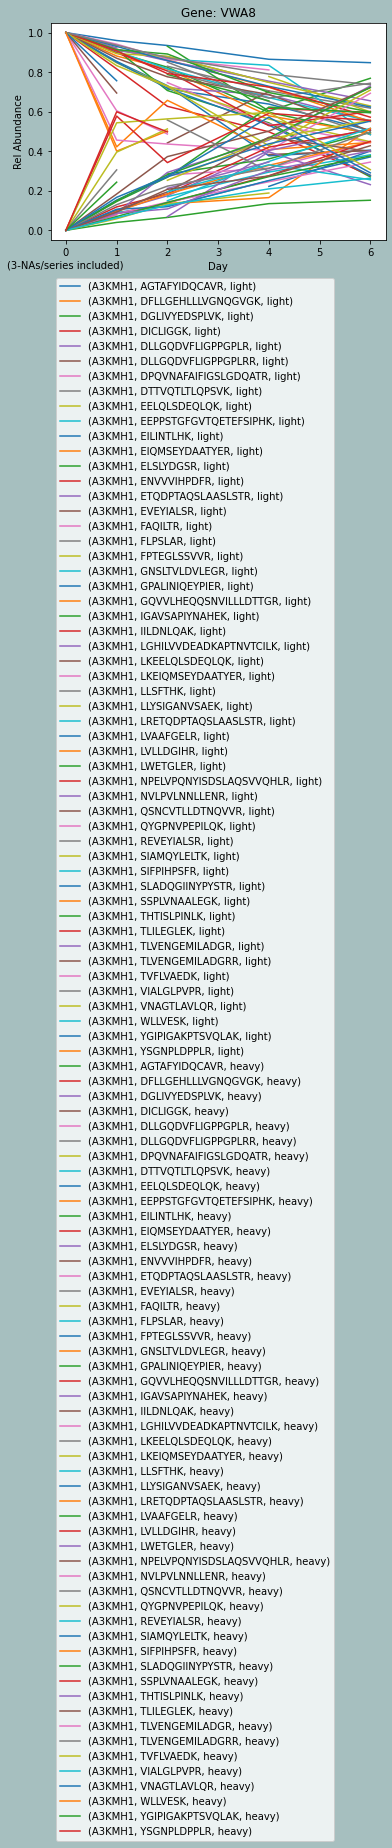 Gene: VWA8
1.0
0.8
0.6
0.4
0.2
0.0
Rel Abundance
0 1 2 3 4 5 6
(3-NAs/series included)
Day
(A3KMH1, AGTAFYIDQCAVR, light)
(A3KMH1, DFLLGEHLLLVGNQGVGK, light)
(A3KMH1, DGLIVYEDSPLVK, light)
(A3KMH1, DICLIGGK, light)
(A3KMH1, DLLGQDVFLIGPPGPLR, light)
(A3KMH1, DLLGQDVFLIGPPGPLRR, light)
(A3KMH1, DPQVNAFAIFIGSLGDQATR, light)
(A3KMH1, DTTVQTLTLQPSVK, light)
(A3KMH1, EELQLSDEQLQK, light)
(A3KMH1, EEPPSTGFGVTQETEFSIPHK, light)
(A3KMH1, EILINTLHK, light)
(A3KMH1, EIQMSEYDAATYER, light)
(A3KMH1, ELSLYDGSR, light)
(A3KMH1, ENVVVIHPDFR, light)
(A3KMH1, ETQDPTAQSLAASLSTR, light)
(A3KMH1, EVEYIALSR, light)
(A3KMH1, FAQILTR, light)
(A3KMH1, FLPSLAR, light)
(A3KMH1, FPTEGLSSVVR, light)
(A3KMH1, GNSLTVLDVLEGR, light)
(A3KMH1, GPALINIQEYPIER, light)
(A3KMH1, GQVVLHEQQSNVILLLDTTGR, light)
(A3KMH1, IGAVSAPIYNAHEK, light)
(A3KMH1, IILDNLQAK, light)
(A3KMH1, LGHILVVDEADKAPTNVTCILK, light)
(A3KMH1, LKEELQLSDEQLQK, light)
(A3KMH1, LKEIQMSEYDAATYER, light)
(A3KMH1, LLSFTHK, light)
(A3KMH1, LLYSIGANVSAEK, light)
(A3KMH1, LRETQDPTAQSLAASLSTR, light)
(A3KMH1, LVAAFGELR, light)
(A3KMH1, LVLLDGIHR, light)
(A3KMH1, LWETGLER, light)
(A3KMH1, NPELVPQNYISDSLAQSVVQHLR, light)
(A3KMH1, NVLPVLNNLLENR, light)
(A3KMH1, QSNCVTLLDTNQVVR, light)
(A3KMH1, QYGPNVPEPILQK, light)
(A3KMH1, REVEYIALSR, light)
(A3KMH1, SIAMQYLELTK, light)
(A3KMH1, SIFPIHPSFR, light)
(A3KMH1, SLADQGIINYPYSTR, light)
(A3KMH1, SSPLVNAALEGK, light)
(A3KMH1, THTISLPINLK, light)
(A3KMH1, TLILEGLEK, light)
(A3KMH1, TLVENGEMILADGR, light)
(A3KMH1, TLVENGEMILADGRR, light)
(A3KMH1, TVFLVAEDK, light)
(A3KMH1, VIALGLPVPR, light)
(A3KMH1, VNAGTLAVLQR, light)
(A3KMH1, WLLVESK, light)
(A3KMH1, YGIPIGAKPTSVQLAK, light)
(A3KMH1, YSGNPLDPPLR, light)
(A3KMH1, AGTAFYIDQCAVR, heavy)
(A3KMH1, DFLLGEHLLLVGNQGVGK, heavy)
(A3KMH1, DGLIVYEDSPLVK, heavy)
(A3KMH1, DICLIGGK, heavy)
(A3KMH1, DLLGQDVFLIGPPGPLR, heavy)
(A3KMH1, DLLGQDVFLIGPPGPLRR, heavy)
(A3KMH1, DPQVNAFAIFIGSLGDQATR, heavy)
(A3KMH1, DTTVQTLTLQPSVK, heavy)
(A3KMH1, EELQLSDEQLQK, heavy)
(A3KMH1, EEPPSTGFGVTQETEFSIPHK, heavy)
(A3KMH1, EILINTLHK, heavy)
(A3KMH1, EIQMSEYDAATYER, heavy)
(A3KMH1, ELSLYDGSR, heavy)
(A3KMH1, ENVVVIHPDFR, heavy)
(A3KMH1, ETQDPTAQSLAASLSTR, heavy)
(A3KMH1, EVEYIALSR, heavy)
(A3KMH1, FAQILTR, heavy)
(A3KMH1, FLPSLAR, heavy)
(A3KMH1, FPTEGLSSVVR, heavy)
(A3KMH1, GNSLTVLDVLEGR, heavy)
(A3KMH1, GPALINIQEYPIER, heavy)
(A3KMH1, GQVVLHEQQSNVILLLDTTGR, heavy)
(A3KMH1, IGAVSAPIYNAHEK, heavy)
(A3KMH1, IILDNLQAK, heavy)
(A3KMH1, LGHILVVDEADKAPTNVTCILK, heavy)
(A3KMH1, LKEELQLSDEQLQK, heavy)
(A3KMH1, LKEIQMSEYDAATYER, heavy)
(A3KMH1, LLSFTHK, heavy)
(A3KMH1, LLYSIGANVSAEK, heavy)
(A3KMH1, LRETQDPTAQSLAASLSTR, heavy)
(A3KMH1, LVAAFGELR, heavy)
(A3KMH1, LVLLDGIHR, heavy)
(A3KMH1, LWETGLER, heavy)
(A3KMH1, NPELVPQNYISDSLAQSVVQHLR, heavy)
(A3KMH1, NVLPVLNNLLENR, heavy)
(A3KMH1, QSNCVTLLDTNQVVR, heavy)
(A3KMH1, QYGPNVPEPILQK, heavy)
(A3KMH1, REVEYIALSR, heavy)
(A3KMH1, SIAMQYLELTK, heavy)
(A3KMH1, SIFPIHPSFR, heavy)
(A3KMH1, SLADQGIINYPYSTR, heavy)
(A3KMH1, SSPLVNAALEGK, heavy)
(A3KMH1, THTISLPINLK, heavy)
(A3KMH1, TLILEGLEK, heavy)
(A3KMH1, TLVENGEMILADGR, heavy)
(A3KMH1, TLVENGEMILADGRR, heavy)
(A3KMH1, TVFLVAEDK, heavy)
(A3KMH1, VIALGLPVPR, heavy)
(A3KMH1, VNAGTLAVLQR, heavy)
(A3KMH1, WLLVESK, heavy)
(A3KMH1, YGIPIGAKPTSVQLAK, heavy)
(A3KMH1, YSGNPLDPPLR, heavy)